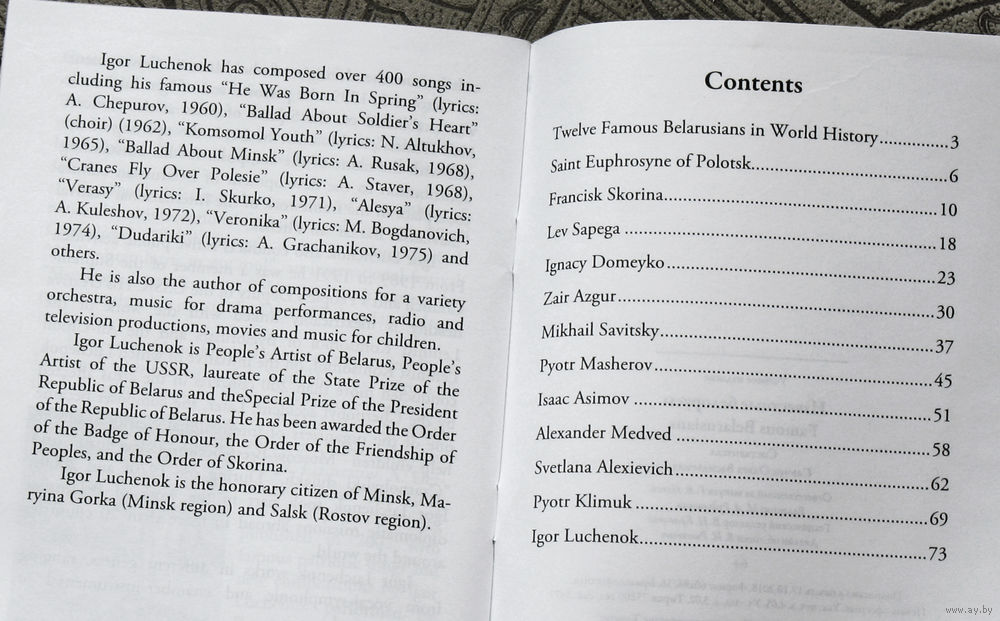 Igor Luchenok has composed over 400 songs in-
cluding his famous “He Was Born In Spring” (lyrics:
A. Chepurov, 1960), “Ballad About Soldier’s Heart”
(choir) (1962), “Komsomol Youth” (lyrics: N. Altukhov,
1965), “Ballad About Minsk” (lyrics: A. Rusak, 1968),
“Cranes Fly Over Polesie” (lyrics: A. Staver, 1968),
“Verasy” (lyrics: I. Skurko, 1971), “Alesya” (lyrics:
A. Kuleshov, 1972), “Veronika” (lyrics: M. Bogdanovich,
1974), “Dudariki” (lyrics: A. Grachanikov, 1975) and
others.
He is also the author of compositions for a variety
orchestra, music for drama performances, radio and
television productions, movies and music for children.
Igor Luchenok is People’s Artist of Belarus, People’s
Artist of the USSR, laureate of the State Prize of the
Republic of Belarus and theSpecial Prize of the President
of the Republic of Belarus. He has been awarded the Order
of the Badge of Honour, the Order of the Friendship of
Peoples, and the Order of Skorina.
Igor Luchenok is the honorary citizen of Minsk, Ma-
ryina Gorka (Minsk region) and Salsk (Rostov region).
Contents
Twelve Famous Belarusians in World History..............3
Saint Euphrosyne of Polotsk........................................6
Francisk Skorina........................................................10
Lev Sapega ................................................................18
Ignacy Domeyko.......................................................23
Zair Azgur.................................................................30
Mikhail Savitsky........................................................37
Pyotr Masherov.........................................................45
Isaac Asimov .............................................................51
Alexander Medved ....................................................58
Svetlana Alexievich.....................................................62
Pyotr Klimuk ............................................................69
Igor Luchenok...........................................................73
www.ay.by